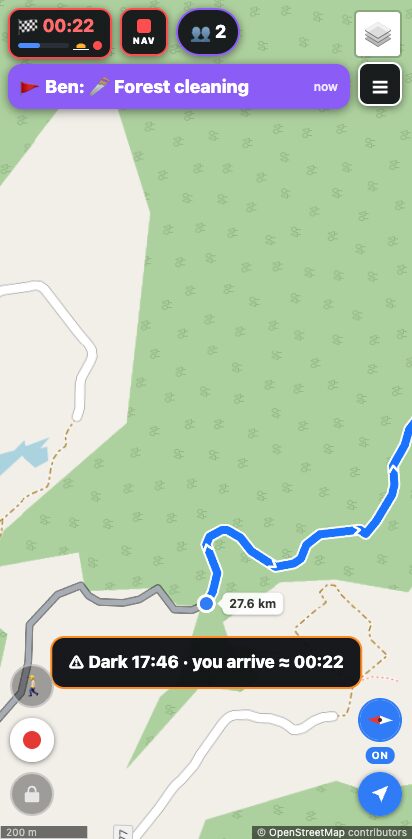 00:22
NAV
2
Ben: Forest cleaning
now
27.6 km
Dark 17:46 · you arrive ≈ 00:22
ON
200 m
© OpenStreetMap contributors